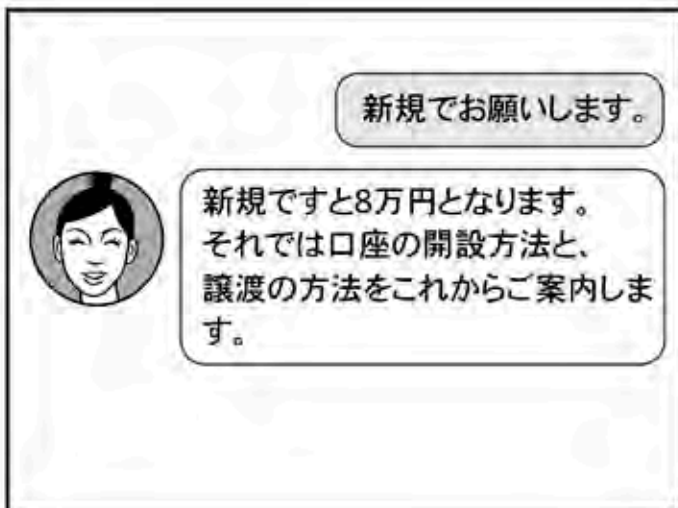 新規でお願いします。
新規ですと8万円となります。
それでは口座の開設方法と、
譲渡の方法をこれからご案内しま
す。